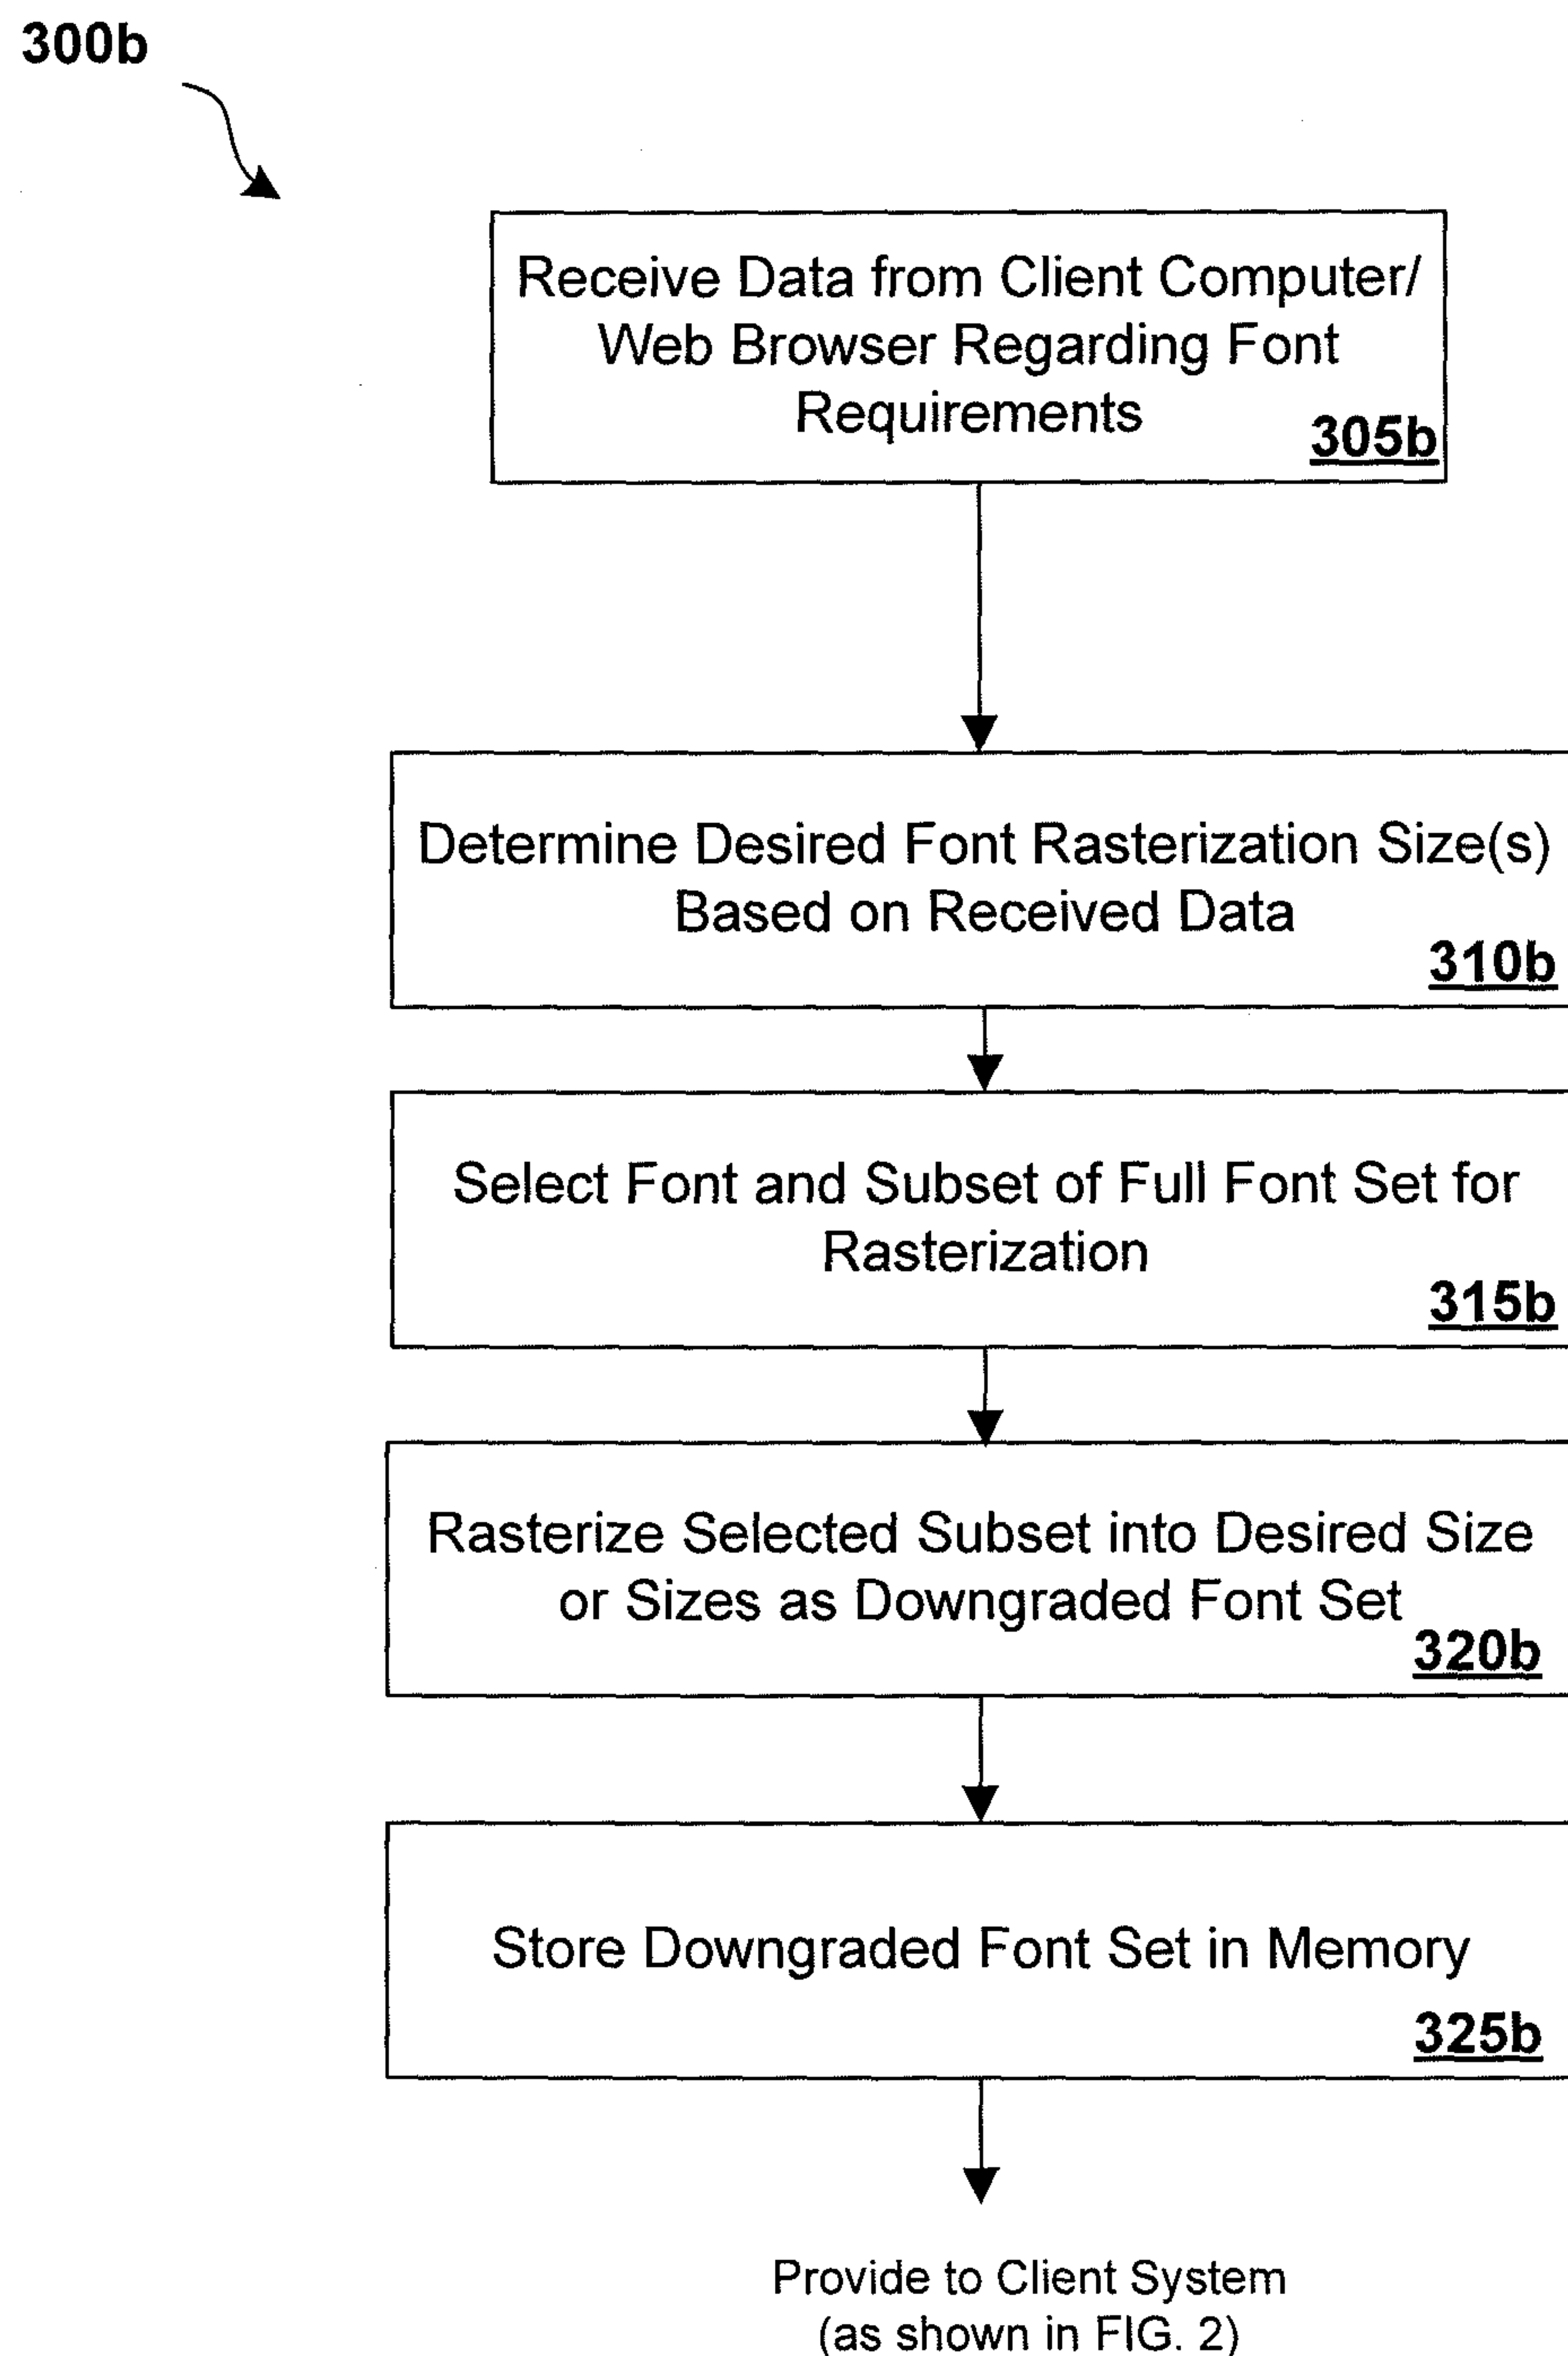 300b
Receive Data from Client Computer/
Web Browser Regarding Font
Requirements
305b
Determine Desired Font Rasterization Size(s)
Based on Received Data
310b
Select Font and Subset of Full Font Set for
Rasterization
315b
Rasterize Selected Subset into Desired Size
or Sizes as Downgraded Font Set
320b
Store Downgraded Font Set in Memory
325b
Provide to Client System
(as shown in FIG. 2)